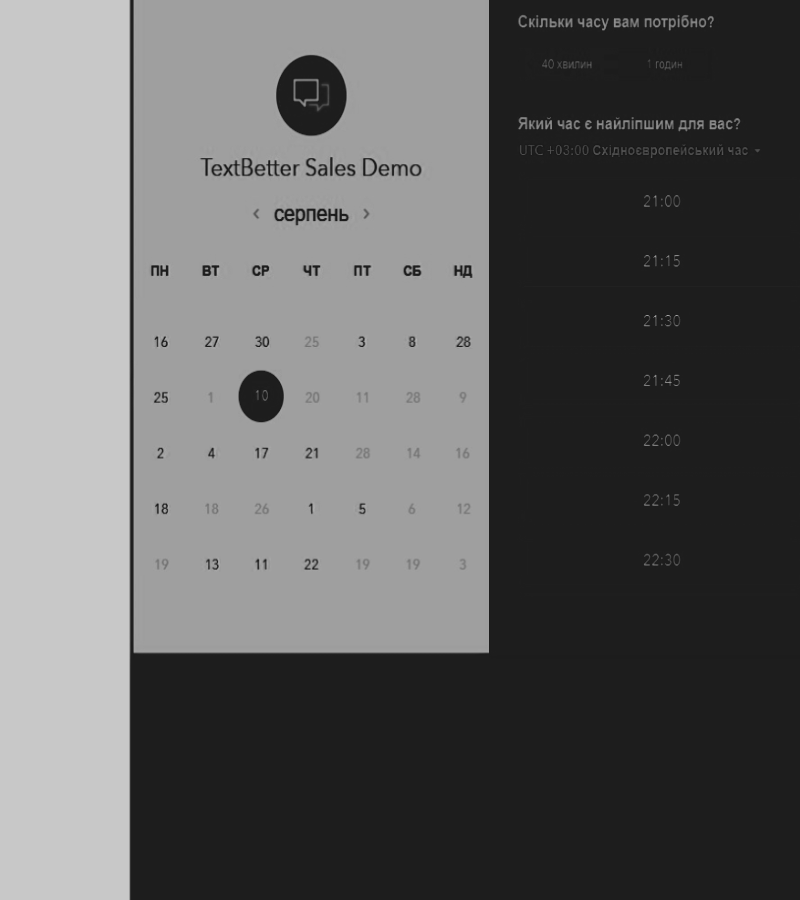 TextBetter Sales Demo
‹ серпень ›
ПН ВТ СР ЧТ ПТ СБ НД
16 27 30 25 3 8 28
25 1 10 20 11 28 9
2 4 17 21 28 14 16
18 18 26 1 5 6 12
19 13 11 22 19 19 3
Скільки часу вам потрібно?
40 хвилин 1 годин
Який час є найліпшим для вас?
UTC +03:00 Східноєвропейський час
21:00
21:15
21:30
21:45
22:00
22:15
22:30